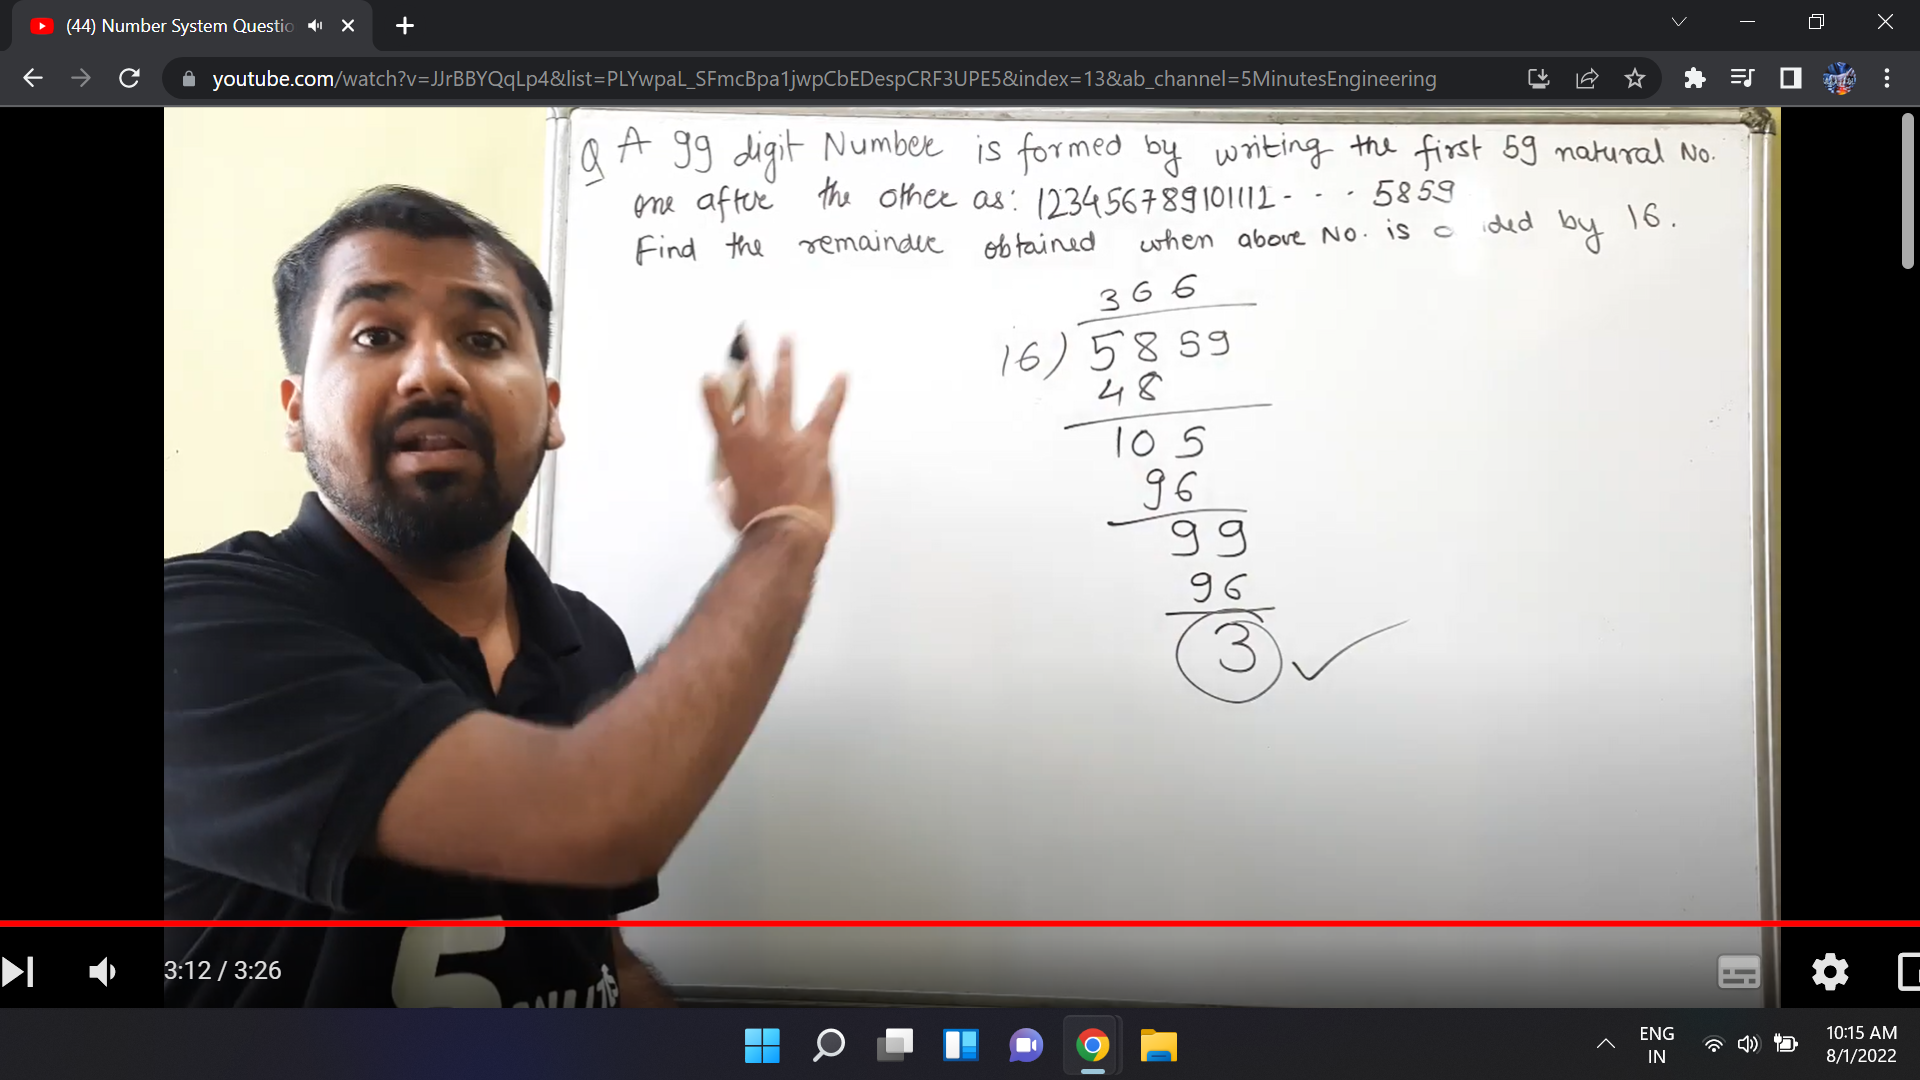 (44) Number System Questio
youtube.com/watch?v=JJrBBYQqLp4&list=PLYwpaL_SFmcBpa1jwpCbEDespCRF3UPE5&index=13&ab_channel=5MinutesEngineering
Q A 99 digit Number is formed by writing the first 59 natural No.
one after the other as: 123456789101112- - - 5859
Find the remainder obtained when above No. is by 16.
366
16) 5859
48
105
96
99
96
3
5
3:12 / 3:26
ENG
IN
10:15 AM
8/1/2022